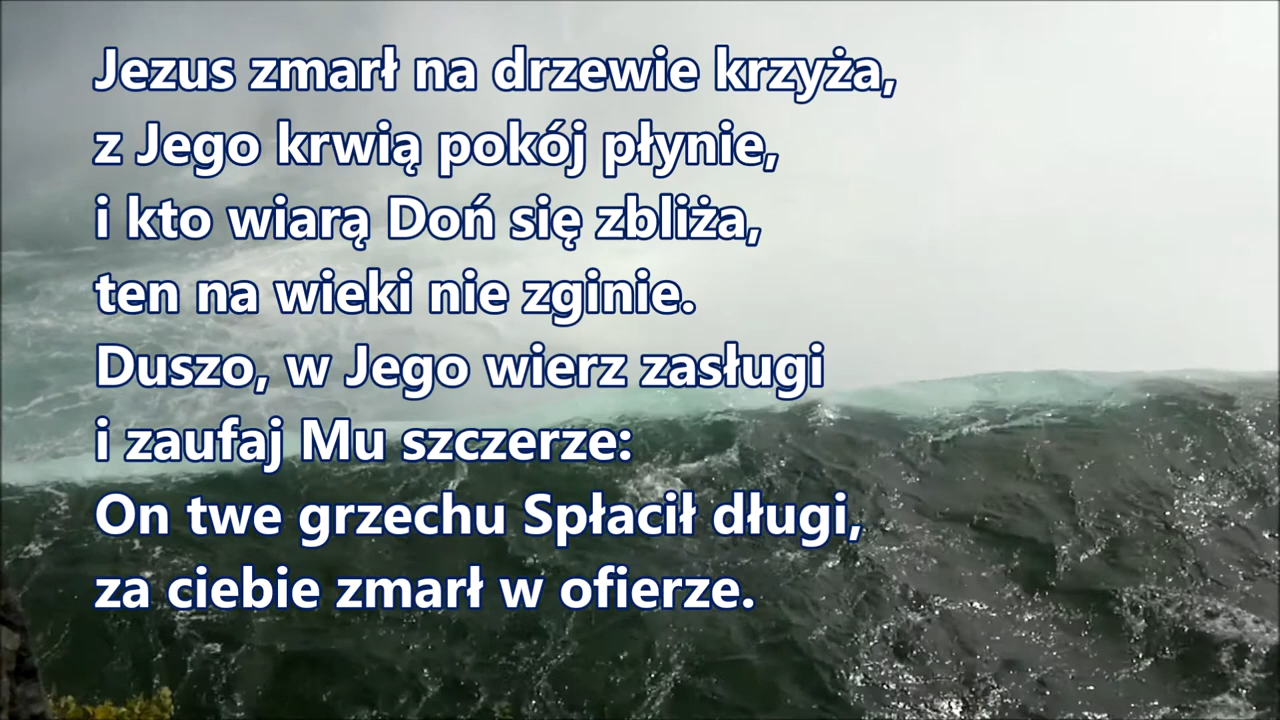 Jezus zmarł na drzewie krzyża,
z Jego krwią pokój płynie,
i kto wiarą Doń się zbliża,
ten na wieki nie zginie.
Duszo, w Jego wierz zasługi
i zaufaj Mu szczerze:
On twe grzechu Spłacił długi,
za ciebie zmarł w ofierze.